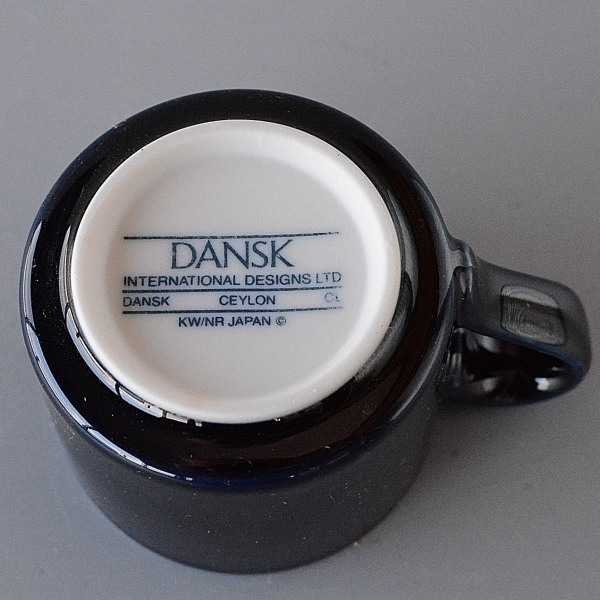 DANSK
INTERNATIONAL DESIGNS LTD
DANSK CEYLON
KW/NR JAPAN ©